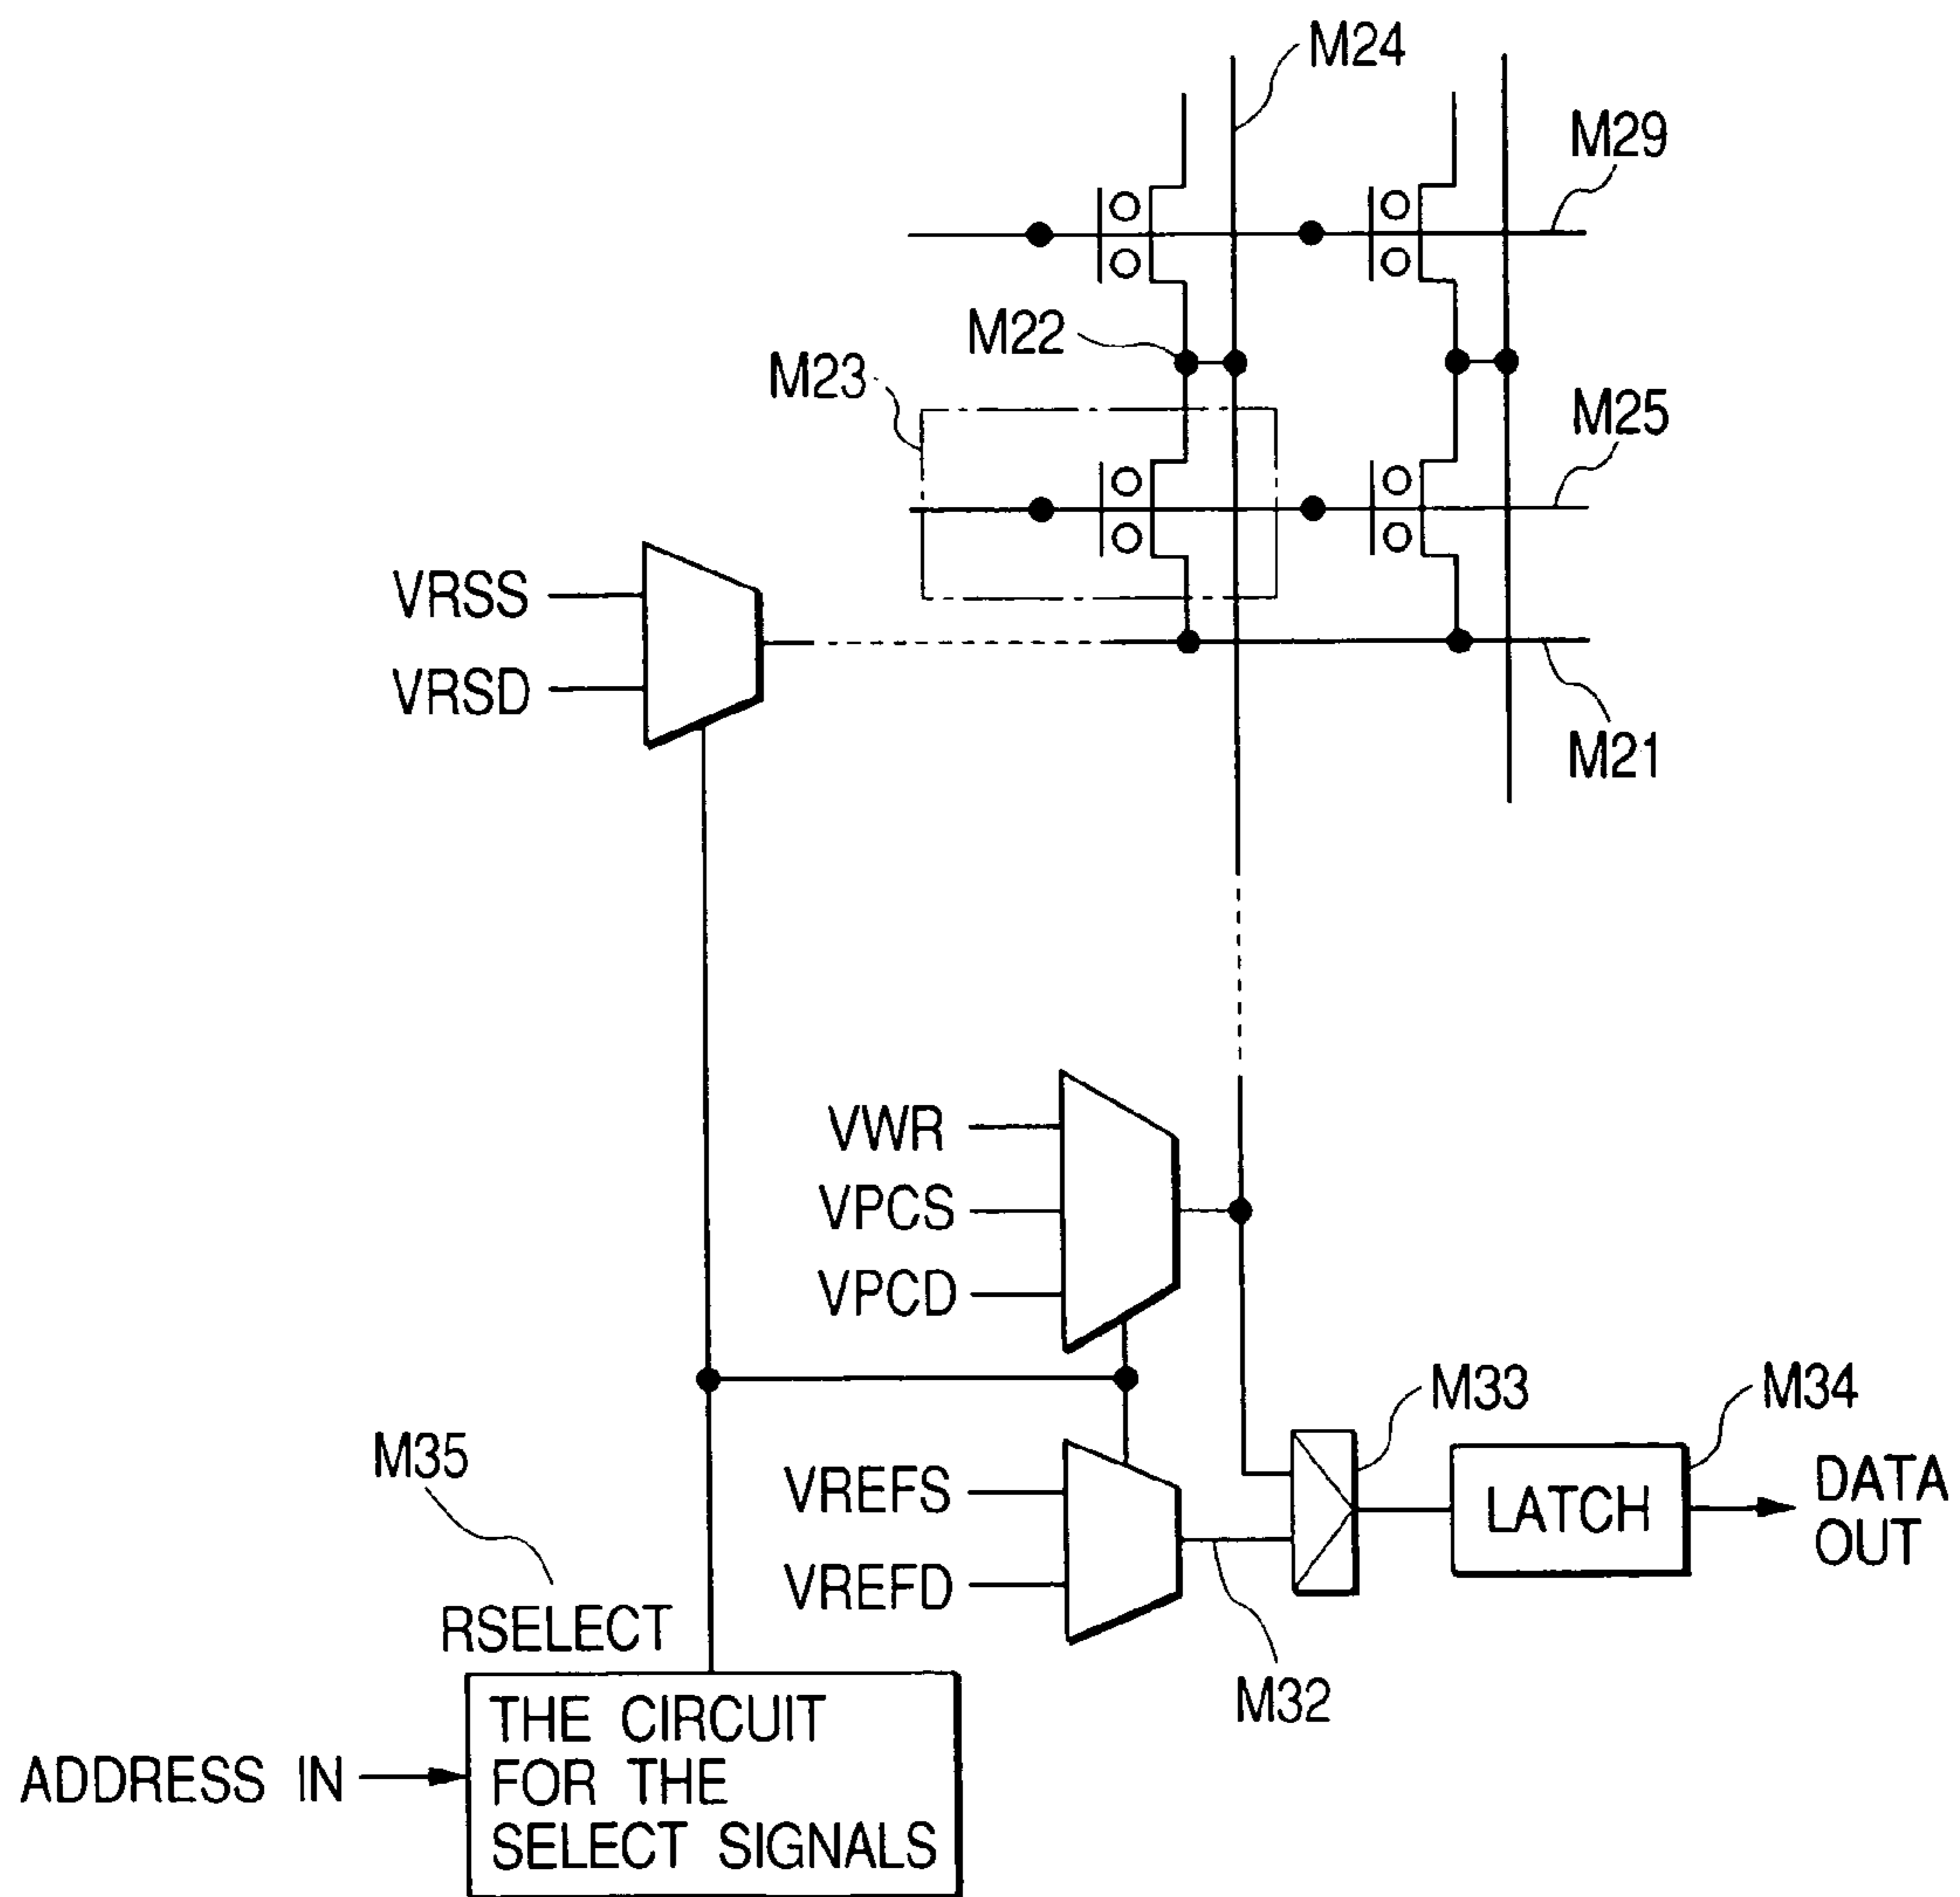 M24
M29
M22
M23
M25
VRSS
VRSD
M21
VWR
VPCS
VPCD
M33
M34
M35
VREFS
LATCH
DATA
OUT
VREFD
RSELECT
M32
THE CIRCUIT
FOR THE
SELECT SIGNALS
ADDRESS IN